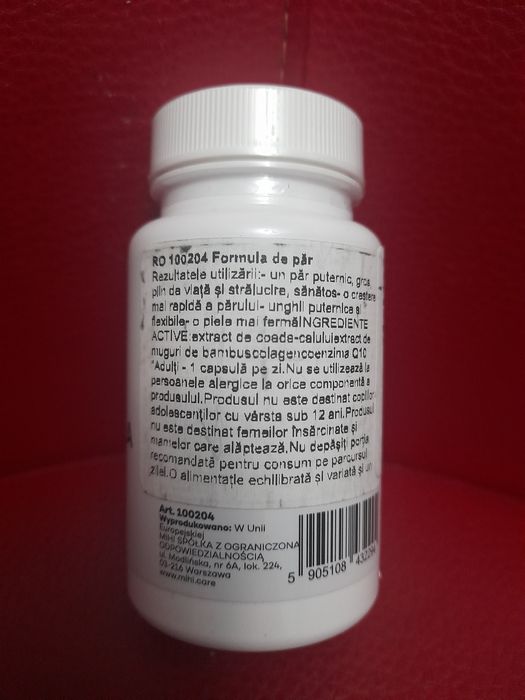 RO 100204 Formula de păr
Rezultatele utilizării:- un păr puternic, gros,
plin de viață și strălucire, sănătos- o creștere
mai rapidă a părului- unghii puternice și
flexibile- o piele mai fermăINGREDIENTE
ACTIVE:extract de coada-caluluiextract de
muguri de bambuscolagencoenzima Q10
*Adulți - 1 capsulă pe zi.Nu se utilizează la
persoanele alergice la orice componentă a
produsului.Produsul nu este destinat copiilor
adolescenților cu vârsta sub 12 ani.Produsul
nu este destinat femeilor însărcinate și
mamelor care alăptează.Nu depășiți porția
recomandată pentru consum pe parcursul
zilei.O alimentație echilibrată și variată și un
Art. 100204
Wyprodukowano: W Unii
Europejskiej
MIHI SPÓŁKA Z OGRANICZONĄ
ODPOWIEDZIALNOŚCIĄ
ul. Modlińska, nr 6A, lok. 224,
03-216 Warszawa
www.mihi.care
5 905108